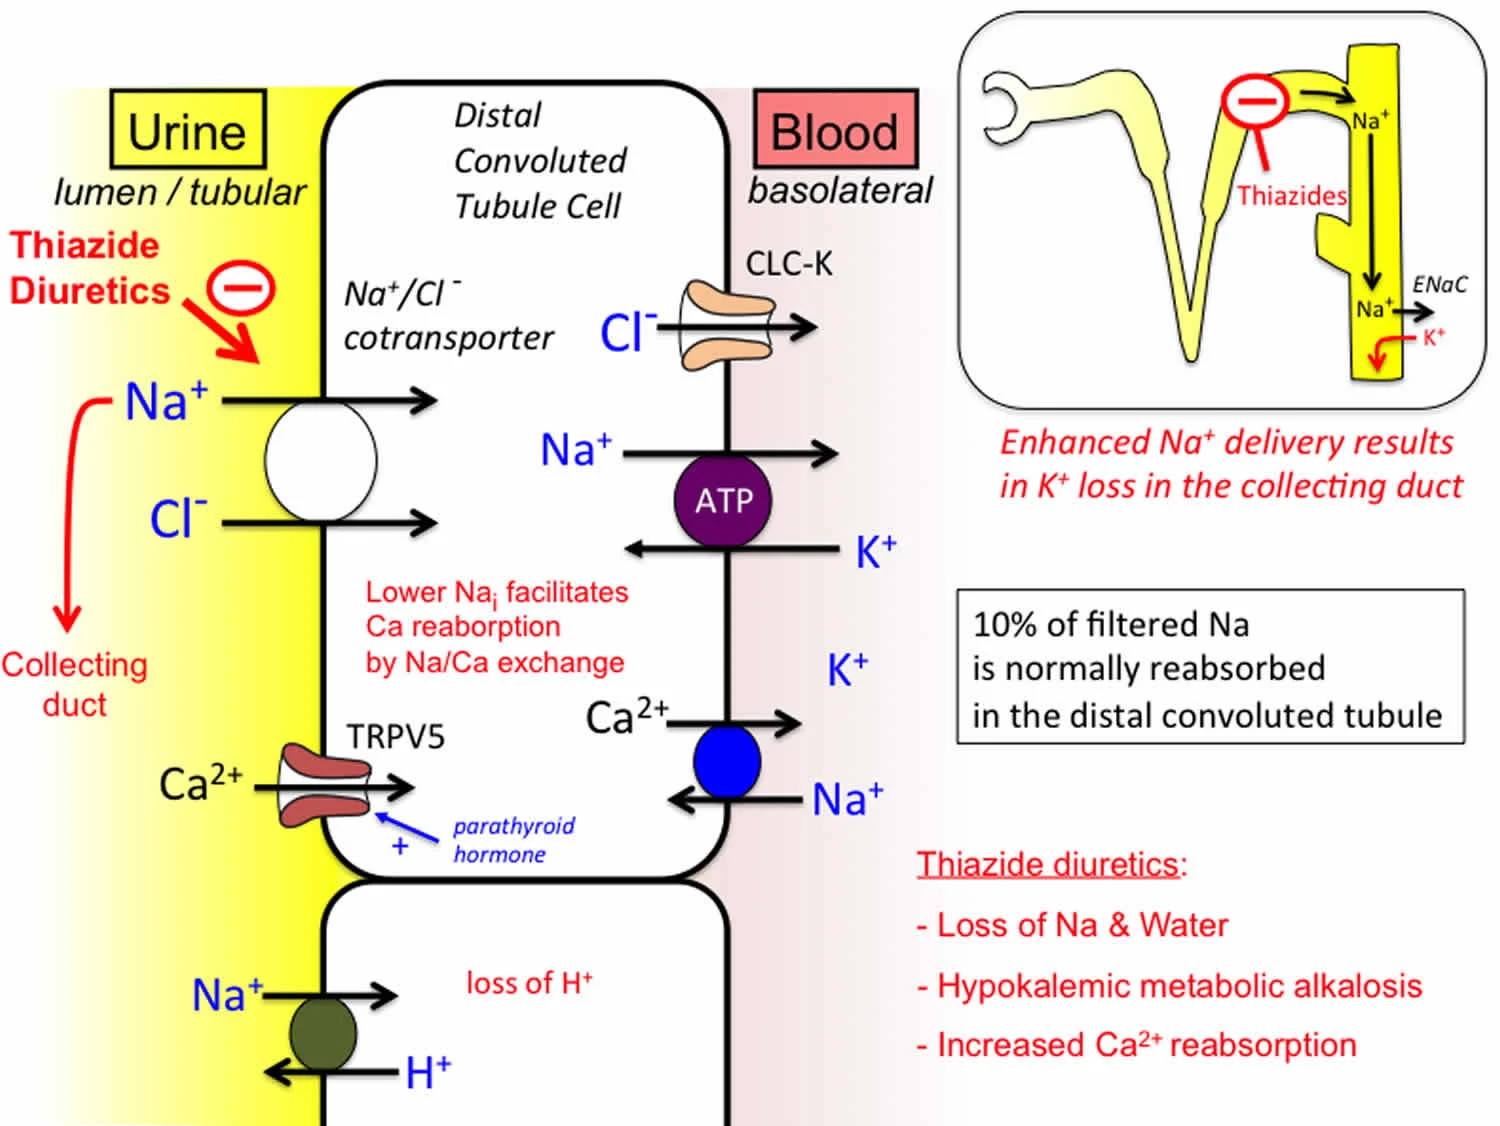 Urine
lumen / tubular
Thiazide
Diuretics
Distal
Convoluted
Tubule Cell
Na⁺/Cl⁻
cotransporter
Blood
basolateral
CLC-K
Cl⁻
Na⁺
Cl⁻
Na⁺
ATP
K⁺
Lower Naᵢ facilitates
Ca reaborption
by Na/Ca exchange
Collecting
duct
K⁺
Ca²⁺
Na⁺
TRPV5
Ca²⁺
+
parathyroid
hormone
Na⁺
H⁺
loss of H⁺
Na⁺
Thiazides
Na⁺
ENaC
K⁺
Enhanced Na⁺ delivery results
in K⁺ loss in the collecting duct
10% of filtered Na
is normally reabsorbed
in the distal convoluted tubule
Thiazide diuretics:
- Loss of Na & Water
- Hypokalemic metabolic alkalosis
- Increased Ca²⁺ reabsorption